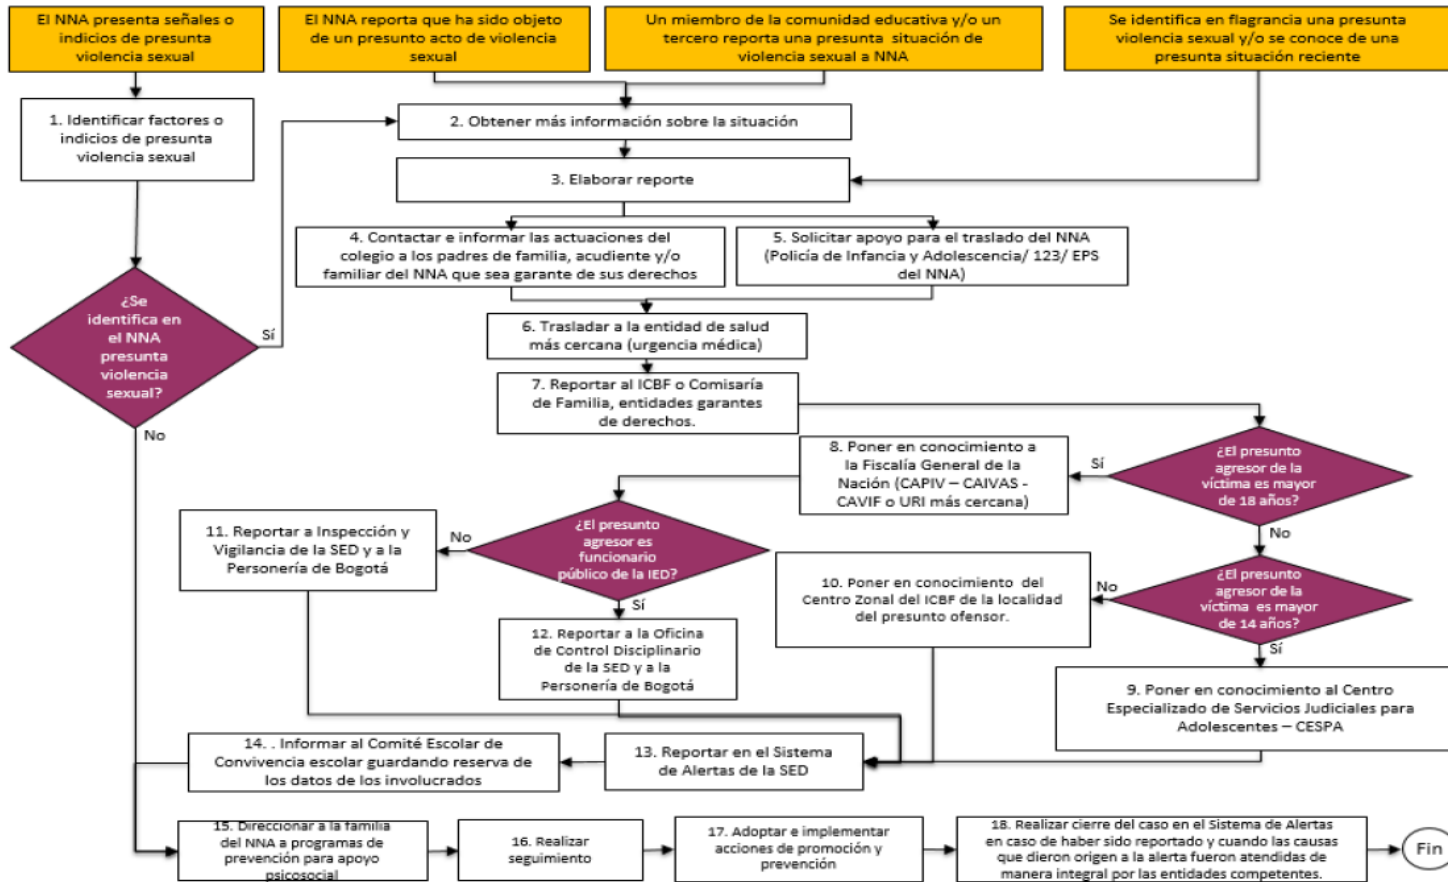 El NNA presenta señales o
indicios de presunta
violencia sexual
El NNA reporta que ha sido objeto
de un presunto acto de violencia
sexual
Un miembro de la comunidad educativa y/o un
tercero reporta una presunta situación de
violencia sexual a NNA
Se identifica en flagrancia una presunta
violencia sexual y/o se conoce de una
presunta situación reciente
1. Identificar factores o
indicios de presunta
violencia sexual
2. Obtener más información sobre la situación
3. Elaborar reporte
4. Contactar e informar las actuaciones del
colegio a los padres de familia, acudiente y/o
familiar del NNA que sea garante de sus derechos
5. Solicitar apoyo para el traslado del NNA
(Policía de Infancia y Adolescencia/ 123/ EPS
del NNA)
¿Se
identifica en
el NNA
presunta
violencia
sexual?
Sí
No
6. Trasladar a la entidad de salud
más cercana (urgencia médica)
7. Reportar al ICBF o Comisaría
de Familia, entidades garantes
de derechos.
8. Poner en conocimiento a
la Fiscalía General de la
Nación (CAPIV – CAIVAS -
CAVIF o URI más cercana)
Sí
¿El presunto
agresor de la
víctima es mayor
de 18 años?
No
11. Reportar a Inspección y
Vigilancia de la SED y a la
Personería de Bogotá
No
¿El presunto
agresor es
funcionario
público de la IED?
Sí
10. Poner en conocimiento del
Centro Zonal del ICBF de la localidad
del presunto ofensor.
No
¿El presunto
agresor de la
víctima es mayor
de 14 años?
Sí
12. Reportar a la Oficina
de Control Disciplinario
de la SED y a la
Personería de Bogotá
9. Poner en conocimiento al Centro
Especializado de Servicios Judiciales para
Adolescentes – CESPA
14. . Informar al Comité Escolar de
Convivencia escolar guardando reserva de
los datos de los involucrados
13. Reportar en el Sistema
de Alertas de la SED
15. Direccionar a la familia
del NNA a programas de
prevención para apoyo
psicosocial
16. Realizar
seguimiento
17. Adoptar e implementar
acciones de promoción y
prevención
18. Realizar cierre del caso en el Sistema de Alertas
en caso de haber sido reportado y cuando las causas
que dieron origen a la alerta fueron atendidas de
manera integral por las entidades competentes.
Fin